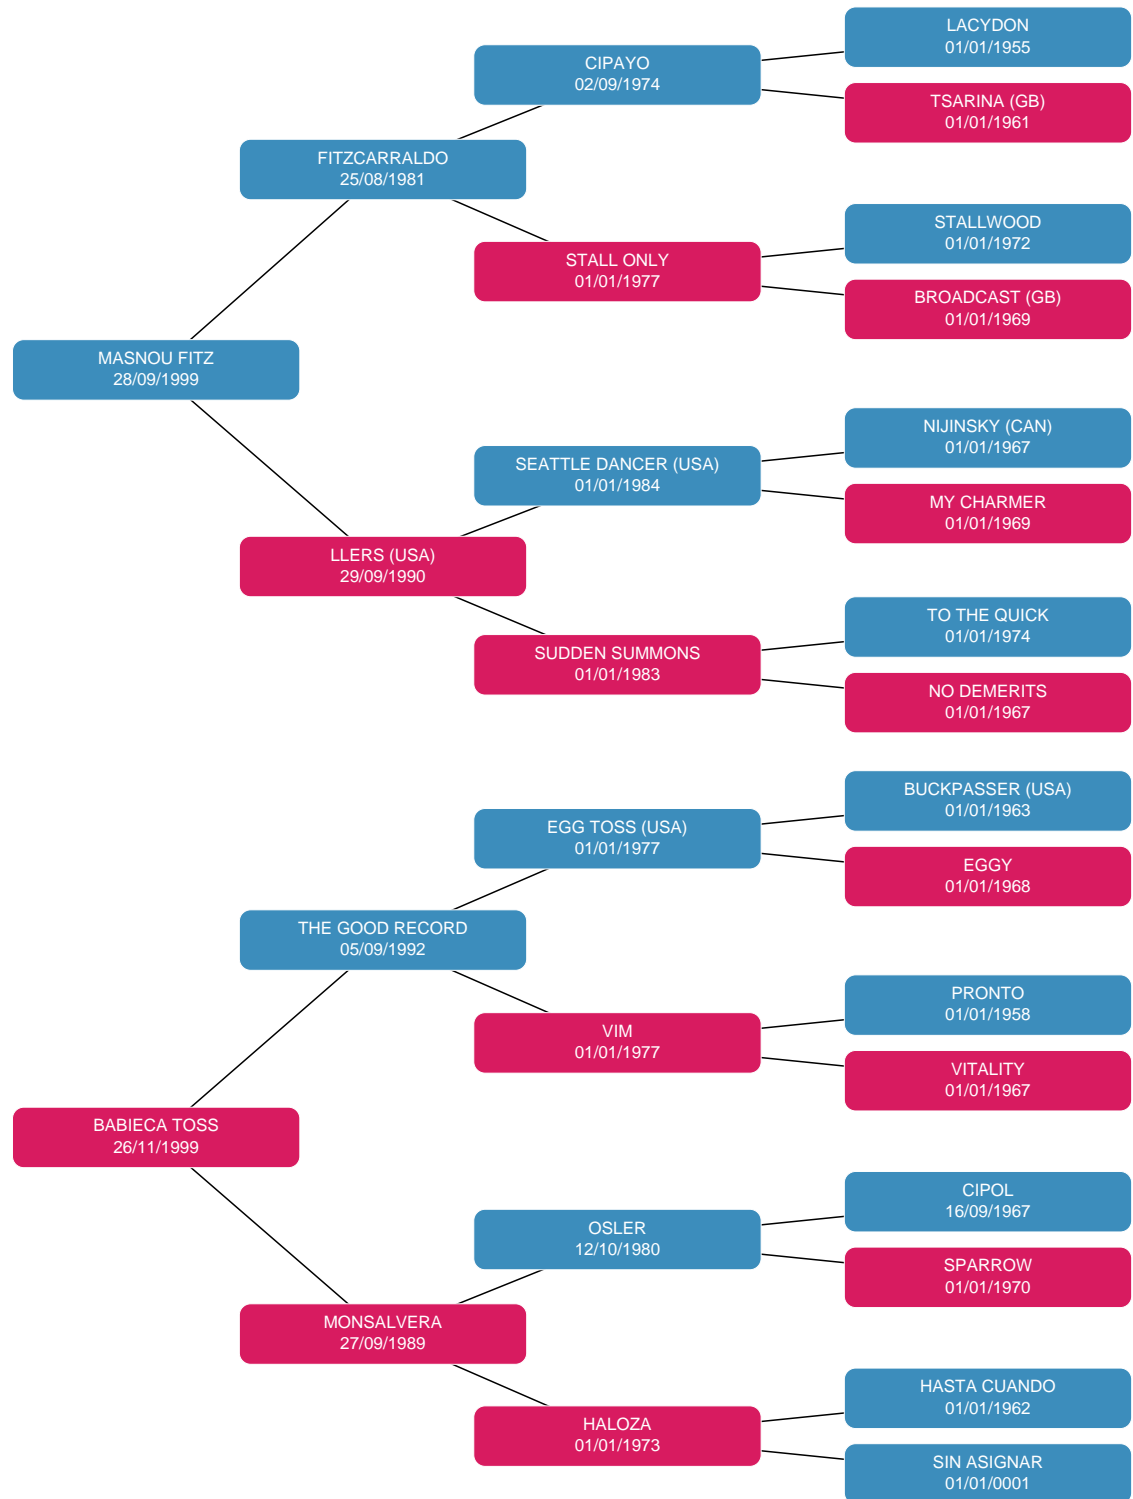 LACYDON
01/01/1955
CIPAYO
02/09/1974
TSARINA (GB)
01/01/1961
FITZCARRALDO
25/08/1981
STALLWOOD
01/01/1972
STALL ONLY
01/01/1977
BROADCAST (GB)
01/01/1969
MASNOU FITZ
28/09/1999
NIJINSKY (CAN)
01/01/1967
SEATTLE DANCER (USA)
01/01/1984
MY CHARMER
01/01/1969
LLERS (USA)
29/09/1990
TO THE QUICK
01/01/1974
SUDDEN SUMMONS
01/01/1983
NO DEMERITS
01/01/1967
BUCKPASSER (USA)
01/01/1963
EGG TOSS (USA)
01/01/1977
EGGY
01/01/1968
THE GOOD RECORD
05/09/1992
PRONTO
01/01/1958
VIM
01/01/1977
VITALITY
01/01/1967
BABIECA TOSS
26/11/1999
CIPOL
16/09/1967
OSLER
12/10/1980
SPARROW
01/01/1970
MONSALVERA
27/09/1989
HASTA CUANDO
01/01/1962
HALOZA
01/01/1973
SIN ASIGNAR
01/01/0001